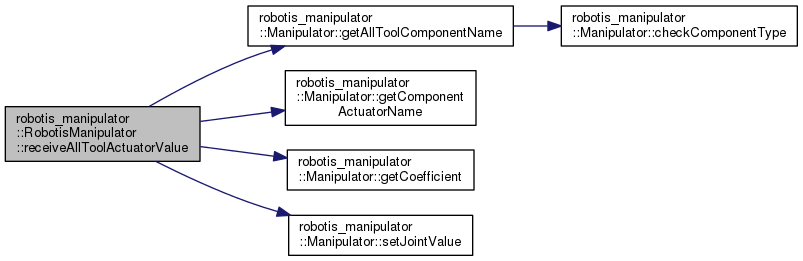 robotis_manipulator
::RobotisManipulator
::receiveAllToolActuatorValue
robotis_manipulator
::Manipulator::getAllToolComponentName
robotis_manipulator
::Manipulator::checkComponentType
robotis_manipulator
::Manipulator::getComponent
ActuatorName
robotis_manipulator
::Manipulator::getCoefficient
robotis_manipulator
::Manipulator::setJointValue